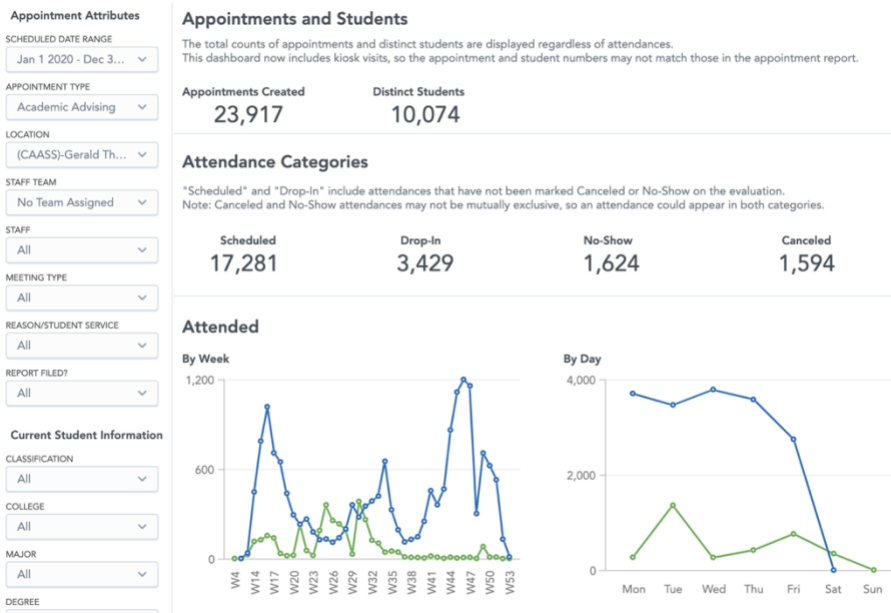 Appointment Attributes
SCHEDULED DATE RANGE
Jan 1 2020 - Dec 3...
APPOINTMENT TYPE
Academic Advising
LOCATION
(CAASS)-Gerald Th...
STAFF TEAM
No Team Assigned
STAFF
All
MEETING TYPE
All
REASON/STUDENT SERVICE
All
REPORT FILED?
All
Current Student Information
CLASSIFICATION
All
COLLEGE
All
MAJOR
All
DEGREE
Appointments and Students
The total counts of appointments and distinct students are displayed regardless of attendances.
This dashboard now includes kiosk visits, so the appointment and student numbers may not match those in the appointment report.
Appointments Created Distinct Students
23,917 10,074
Attendance Categories
"Scheduled" and "Drop-In" include attendances that have not been marked Canceled or No-Show on the evaluation.
Note: Canceled and No-Show attendances may not be mutually exclusive, so an attendance could appear in both categories.
Scheduled Drop-In No-Show Canceled
17,281 3,429 1,624 1,594
Attended
By Week
1,200
600
0
W4 W14 W17 W20 W23 W26 W29 W32 W35 W38 W41 W44 W47 W50 W53
By Day
4,000
2,000
0
Mon Tue Wed Thu Fri Sat Sun